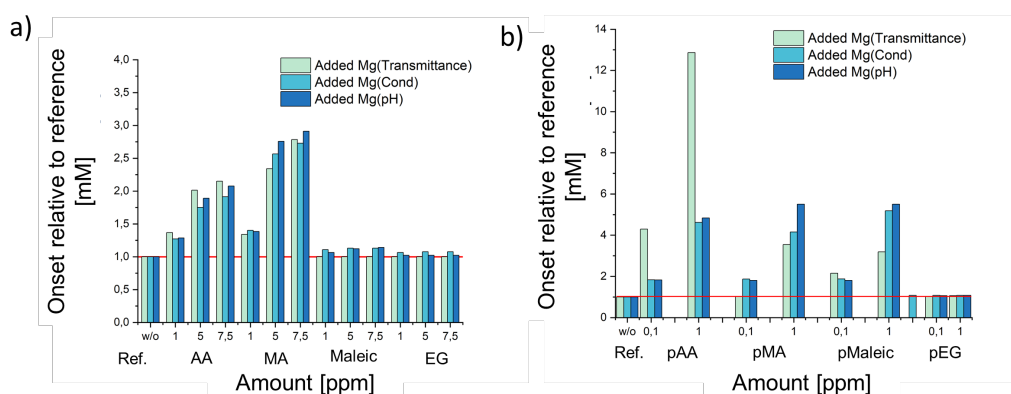 a)
Onset relative to reference
[mM]
4,0
3,5
3,0
2,5
2,0
1,5
1,0
0,5
0,0
Added Mg(Transmittance)
Added Mg(Cond)
Added Mg(pH)
w/o 1 5 7,5 1 5 7,5 1 5 7,5 1 5 7,5
Ref. AA MA Maleic EG
Amount [ppm]
b)
Onset relative to reference
[mM]
14
12
10
8
6
4
2
0
Added Mg(Transmittance)
Added Mg(Cond)
Added Mg(pH)
w/o 0,1 1 0,1 1 0,1 1 0,1 1
Ref. pAA pMA pMaleic pEG
Amount [ppm]